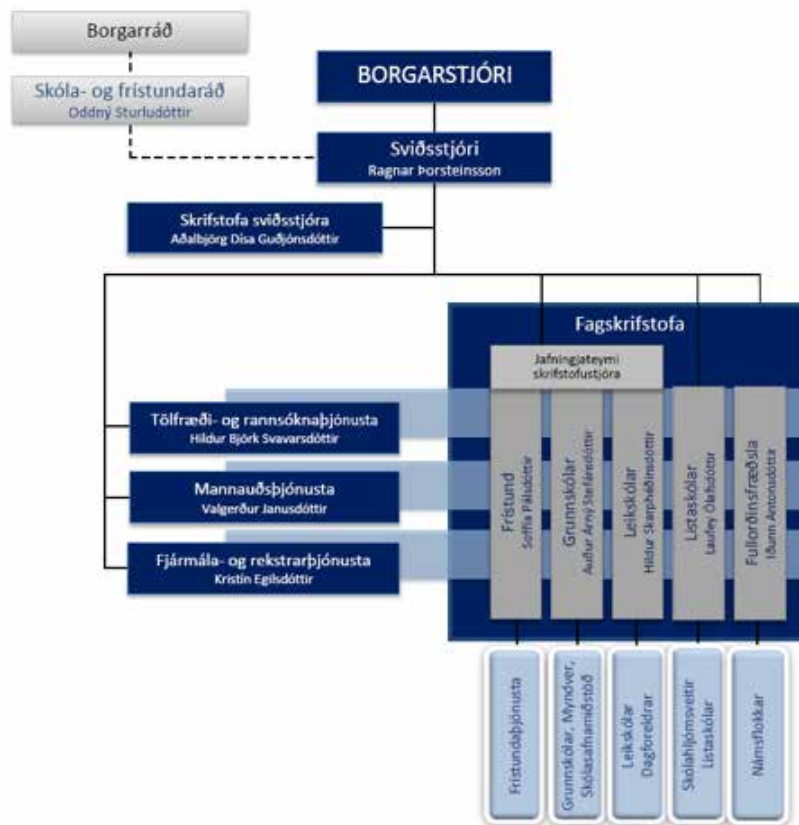 Borgarráð
Skóla- og frístundaráð
Oddný Sturludóttir
BORGARSTJÓRI
Sviðsstjóri
Ragnar Þorsteinsson
Skrifstofa sviðsstjóra
Aðalbjörg Dísa Guðjónsdóttir
Fagskrifstofa
Jafningjateymi
skrifstofustjóra
Tölfræði- og rannsóknaþjónusta
Hildur Björk Svavarsdóttir
Mannauðsþjónusta
Valgerður Janusdóttir
Fjármála- og rekstrarþjónusta
Kristín Egilsdóttir
Frístund
Soffía Pálsdóttir
Grunnskólar
Auður Árný Stefánsdóttir
Leikskólar
Hildur Skarphéðinsdóttir
Listaskólar
Laufey Ólafsdóttir
Fullorðinsfræðsla
Iðunn Antonsdóttir
Frístundaþjónusta
Grunnskólar, Myndver,
Skólasafnamiðstöð
Leikskólar
Dagforeldrar
Skólahljómsveitir
Listaskólar
Námsflokkar